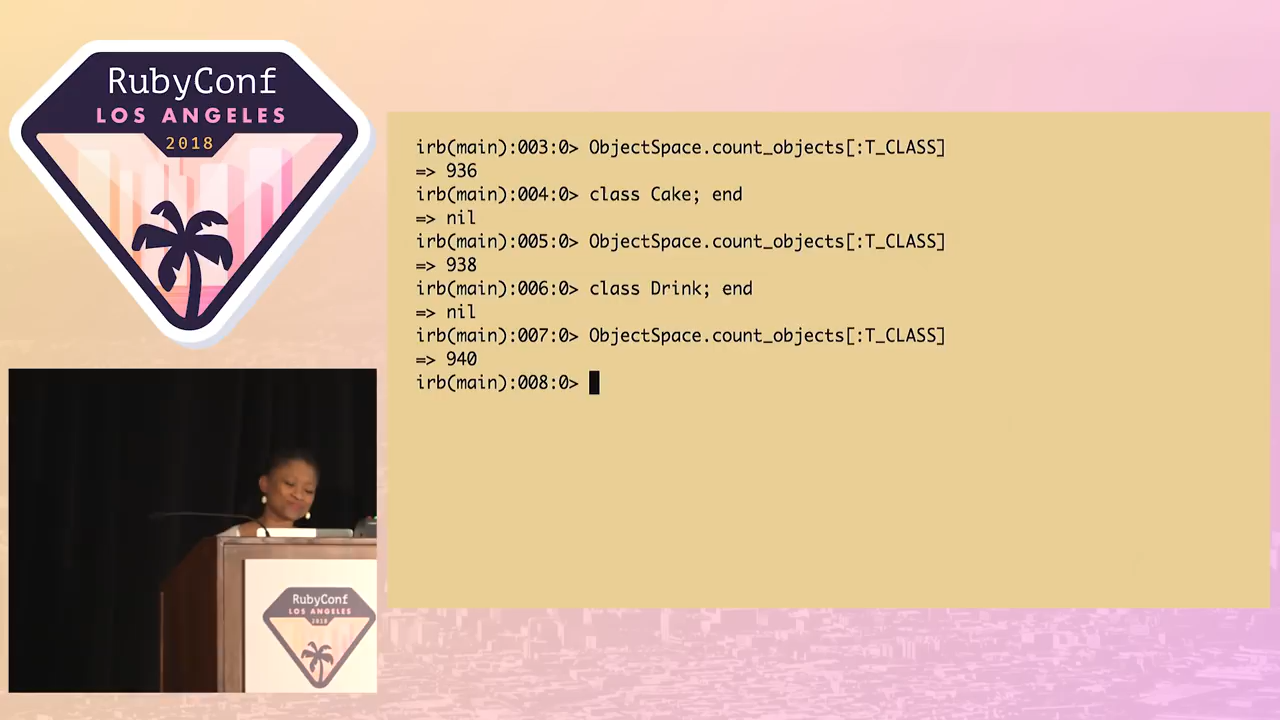 RubyConf
LOS ANGELES
2018
irb(main):003:0> ObjectSpace.count_objects[:T_CLASS]
=> 936
irb(main):004:0> class Cake; end
=> nil
irb(main):005:0> ObjectSpace.count_objects[:T_CLASS]
=> 938
irb(main):006:0> class Drink; end
=> nil
irb(main):007:0> ObjectSpace.count_objects[:T_CLASS]
=> 940
irb(main):008:0>
RubyConf
LOS ANGELES
2018